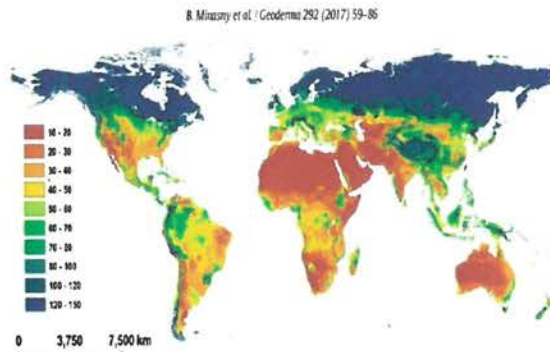 B. Minasny et al. / Geoderma 292 (2017) 59–86
10 - 20
20 - 30
30 - 40
40 - 50
50 - 60
60 - 70
70 - 80
80 - 100
100 - 120
120 - 150
0 3,750 7,500 km